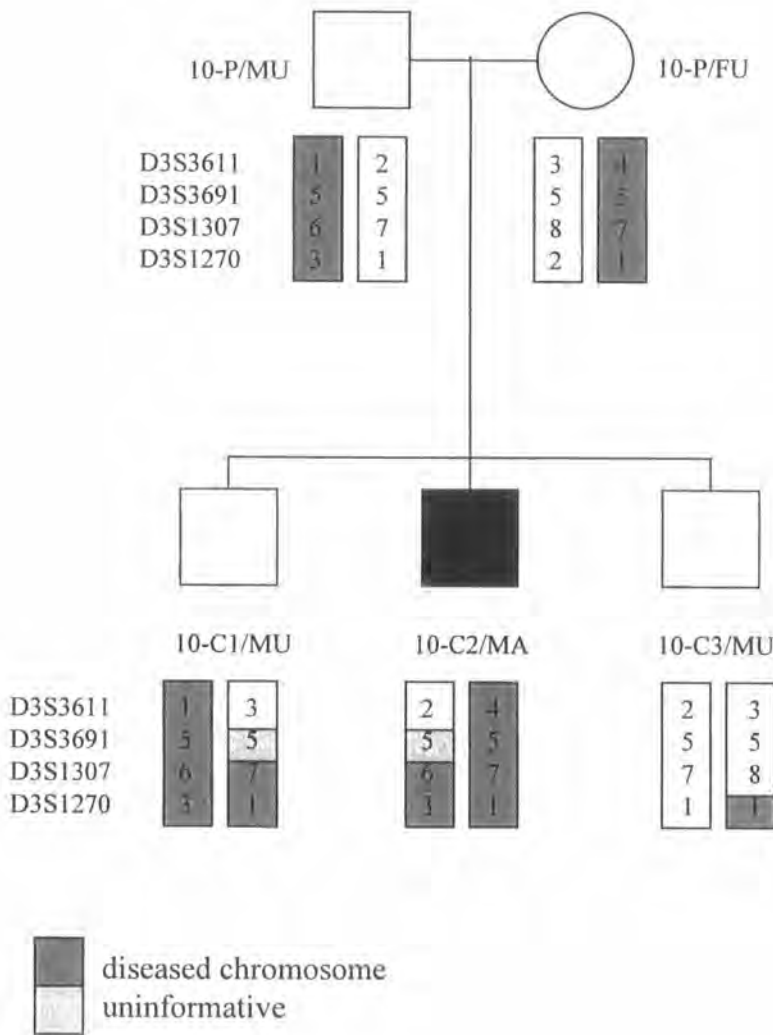 10-P/MU 10-P/FU
D3S3611 1 2 3 4
D3S3691 5 5 5 5
D3S1307 6 7 8 7
D3S1270 3 1 2 1
10-C1/MU 10-C2/MA 10-C3/MU
D3S3611 1 3 2 4 2 3
D3S3691 5 5 5 5 5 5
D3S1307 6 7 6 7 7 8
D3S1270 3 1 3 1 1 1
diseased chromosome
uninformative